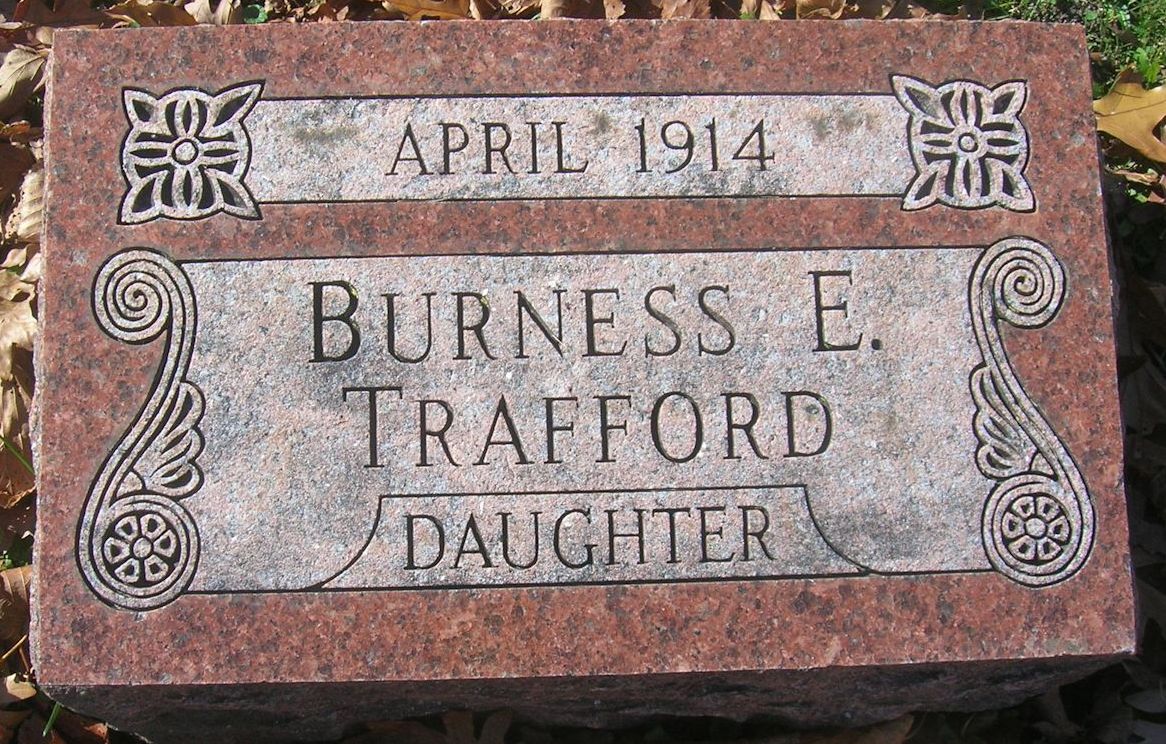 APRIL 1914
BURNESS E.
TRAFFORD
DAUGHTER